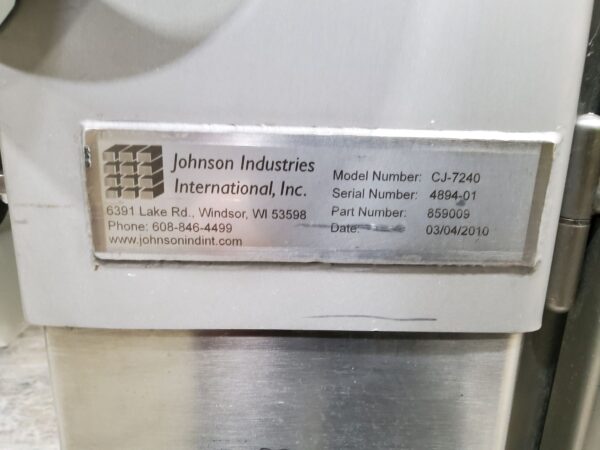 Johnson Industries
International, Inc.
6391 Lake Rd., Windsor, WI 53598
Phone: 608-846-4499
www.johnsonindint.com
Model Number: CJ-7240
Serial Number: 4894-01
Part Number: 859009
Date: 03/04/2010